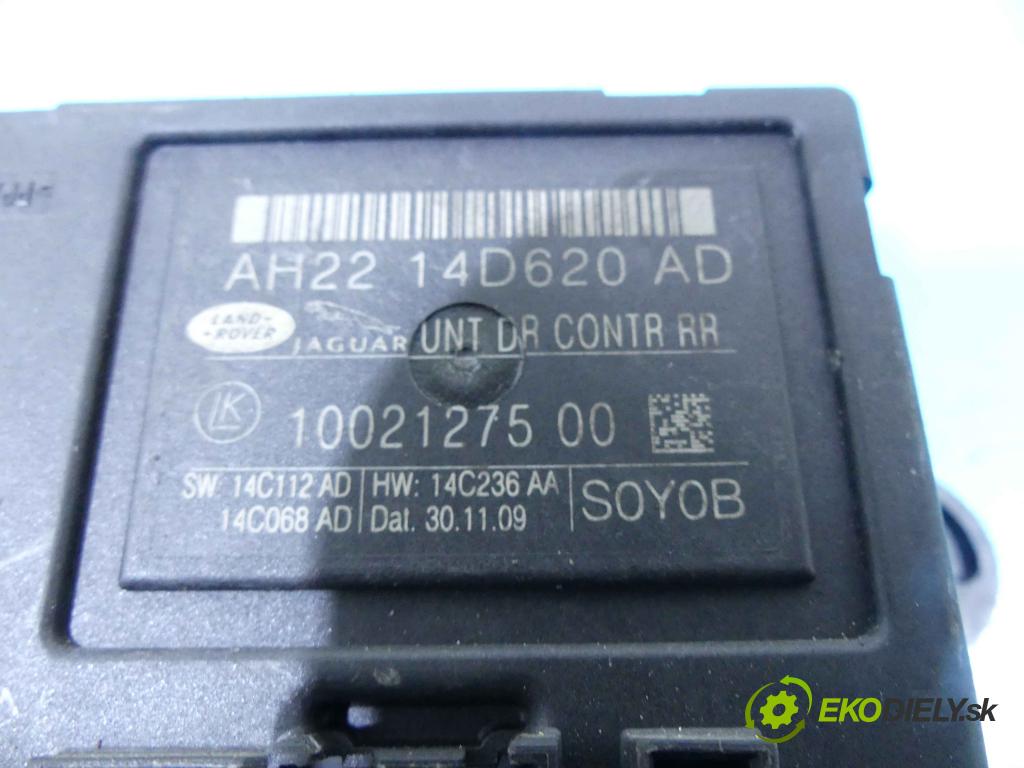 AH22 14D620 AD
LAND-
-ROVER
JAGUAR
UNT DR CONTR RR
LK
10021275 00
SW: 14C112 AD
14C068 AD
HW: 14C236 AA
Dat. 30.11.09
S0Y0B
EKODIELY.sk